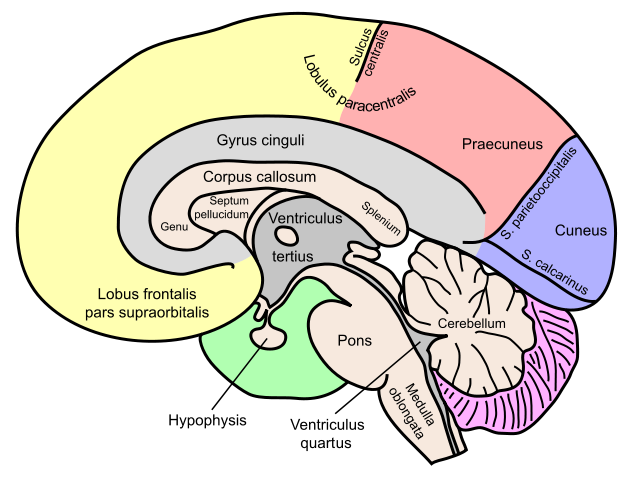 Sulcus
centralis
Lobulus paracentralis
Gyrus cinguli
Praecuneus
Corpus callosum
S. parietooccipitalis
Septum
pellucidum
Genu
Ventriculus
tertius
Splenium
Cuneus
S. calcarinus
Lobus frontalis
pars supraorbitalis
Cerebellum
Pons
Medulla
oblongata
Hypophysis
Ventriculus
quartus